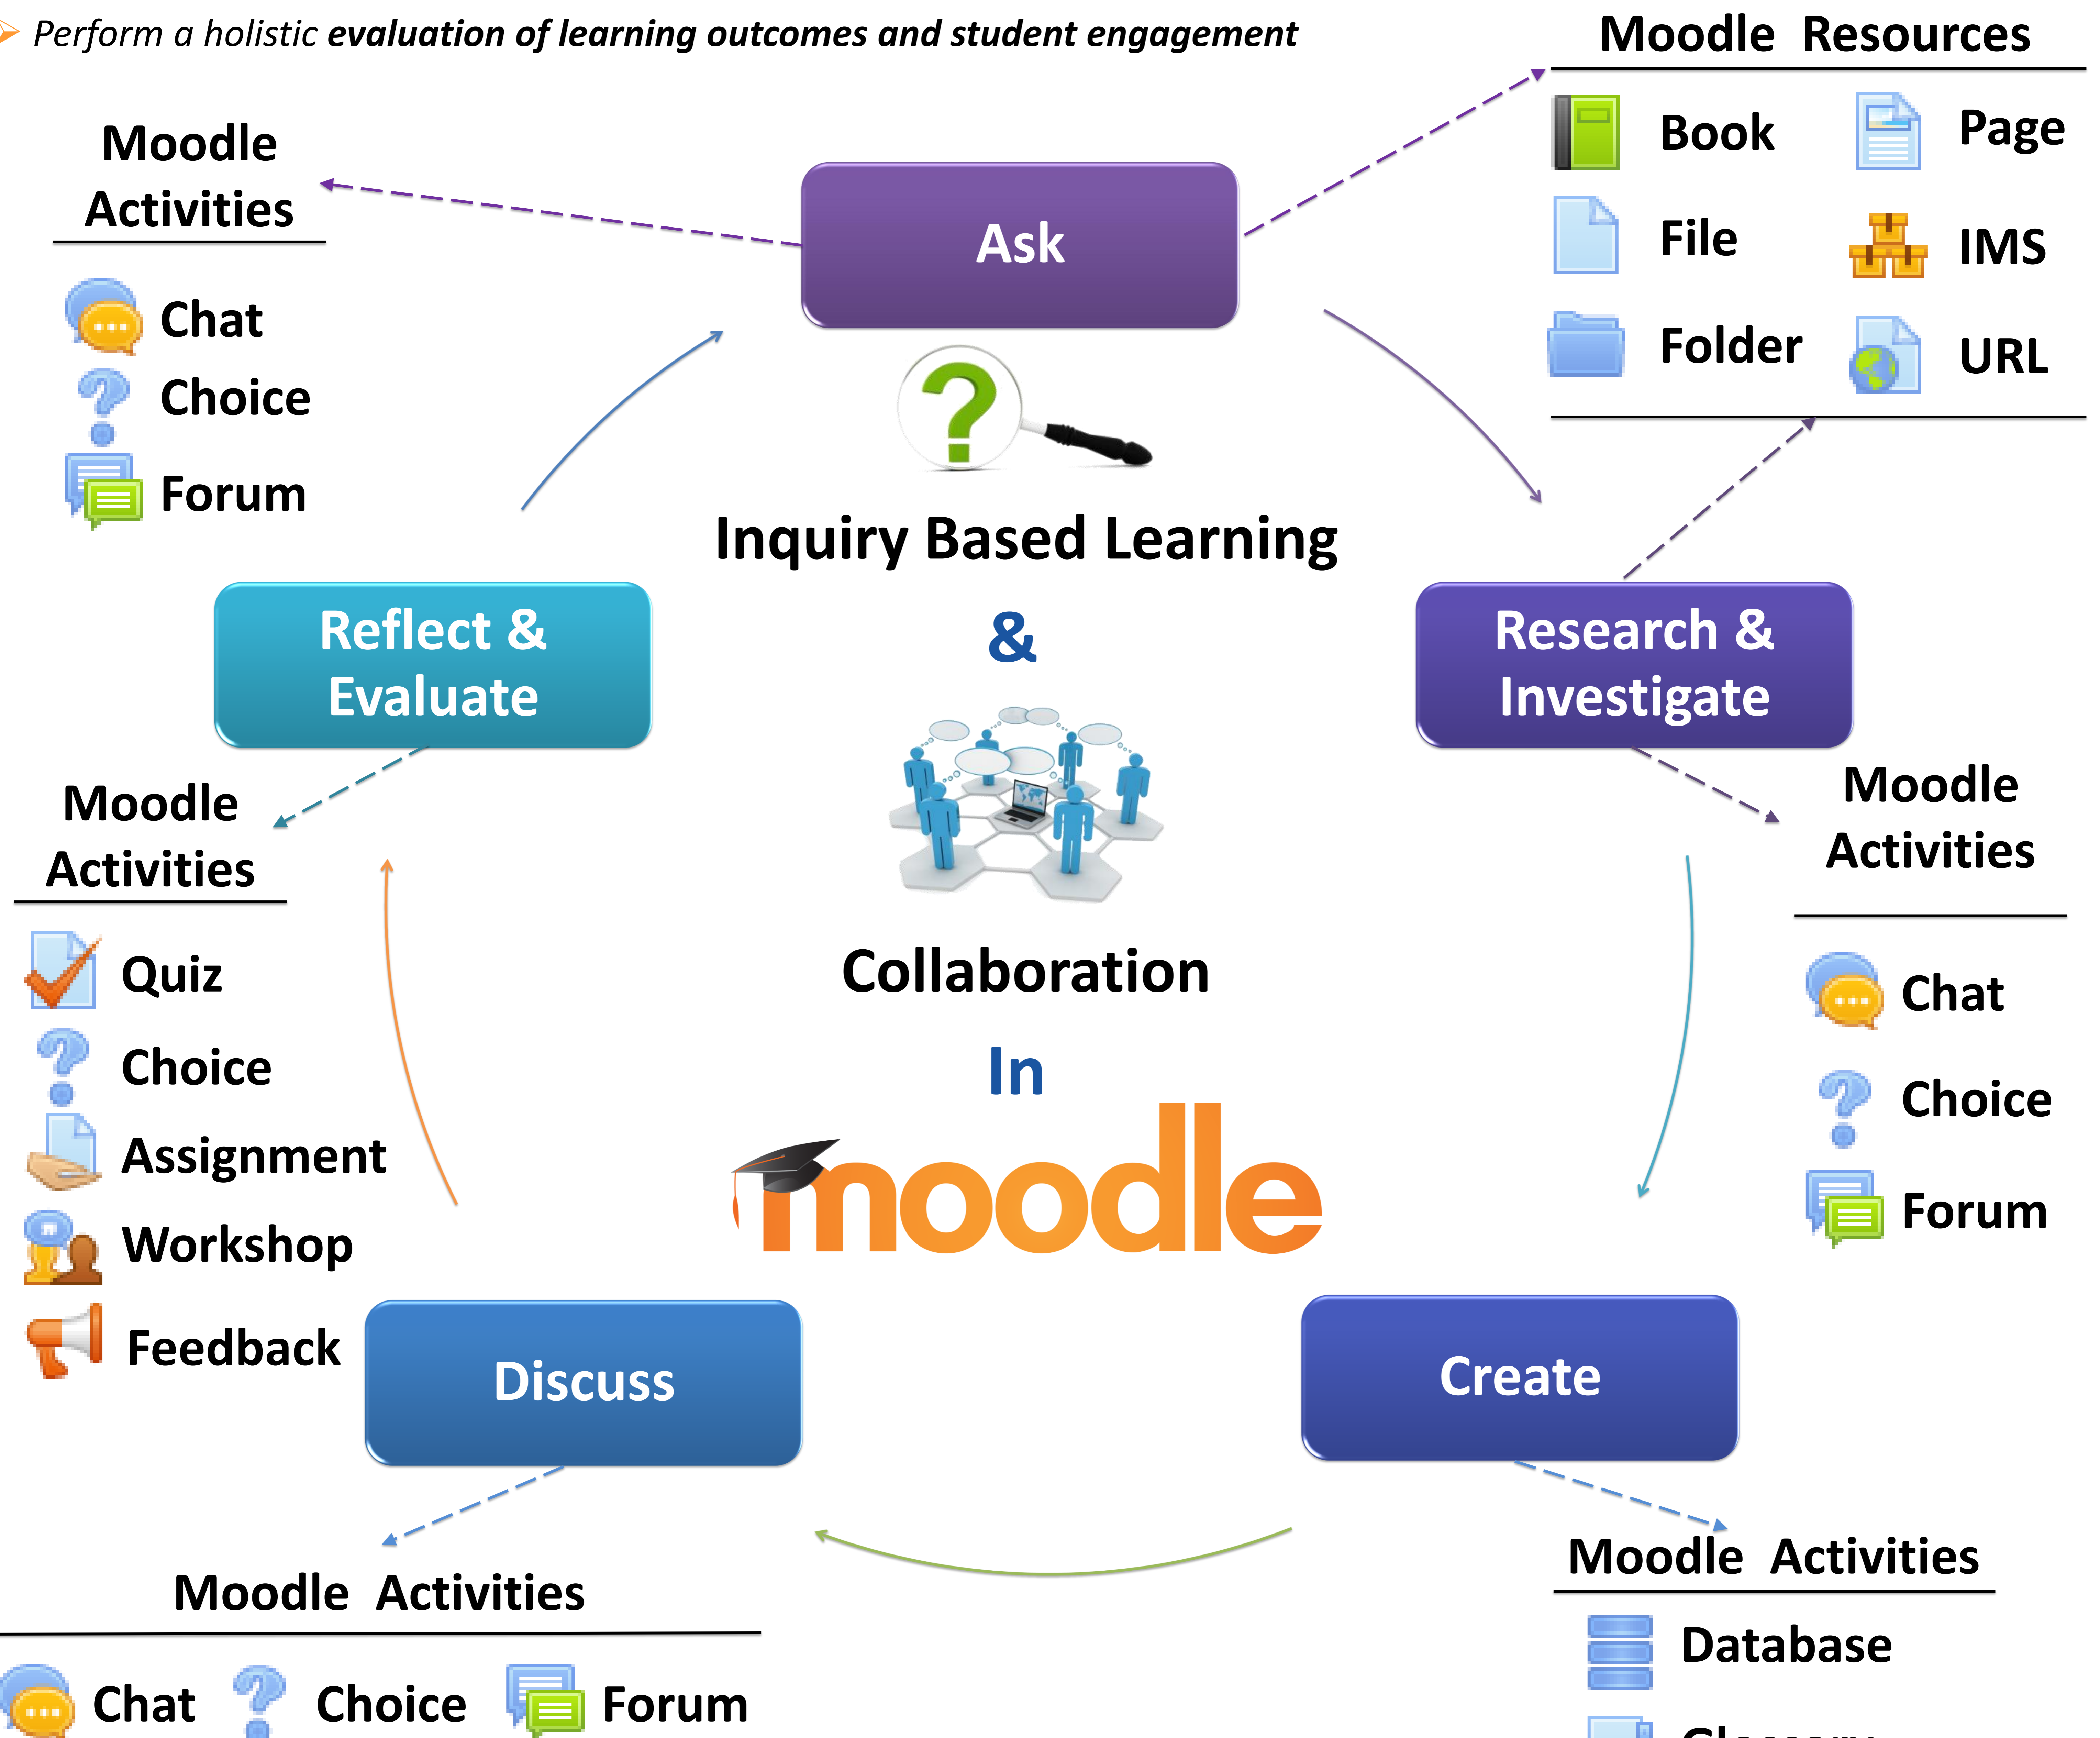 Perform a holistic evaluation of learning outcomes and student engagement
Moodle Resources
Book
Page
File
IMS
Folder
URL
Moodle
Activities
Chat
Choice
Forum
Ask
?
Inquiry Based Learning
&
Collaboration
In
moodle
Reflect &
Evaluate
Research &
Investigate
Moodle
Activities
Quiz
Choice
Assignment
Workshop
Feedback
Moodle
Activities
Chat
Choice
Forum
Discuss
Create
Moodle Activities
Chat
Choice
Forum
Moodle Activities
Database
Glossary